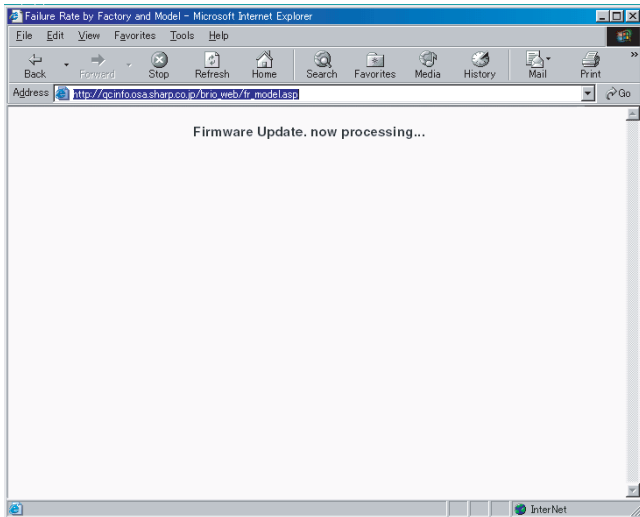 Failure Rate by Factory and Model - Microsoft Internet Explorer
File Edit View Favorites Tools Help
Back Forward Stop Refresh Home Search Favorites Media History Mail Print »
Address http://qcinfo.osa.sharp.co.jp/brio_web/fr_model.asp Go
Firmware Update. now processing...
InterNet